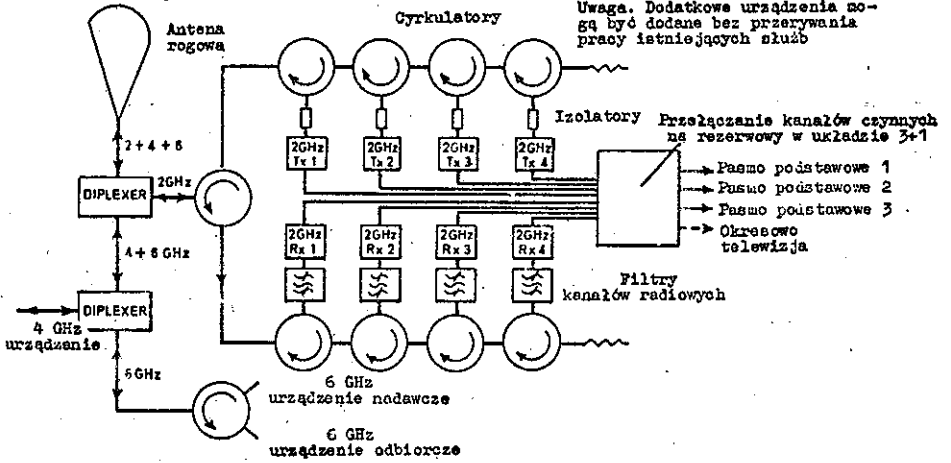 Uwaga. Dodatkowe urządzenia mo-
gą być dodane bez przerywania
pracy istniejących służb
Cyrkulatory
Antena
rogowa
Izolatory
Przełączanie kanałów czynnych
na rezerwowy w układzie 3+1
2+4+6
2GHz
DIPLEXER
2GHz
Tx 1
2GHz
Tx 2
2GHz
Tx 3
2GHz
Tx 4
Pasmo podstawowe 1
Pasmo podstawowe 2
Pasmo podstawowe 3
Okresowo
telewizja
2GHz
Rx 1
2GHz
Rx 2
2GHz
Rx 3
2GHz
Rx 4
4+6 GHz
Filtry
kanałów radiowych
DIPLEXER
4 GHz
urządzenie
6 GHz
6 GHz
urządzenie nadawcze
6 GHz
urządzenie odbiorcze